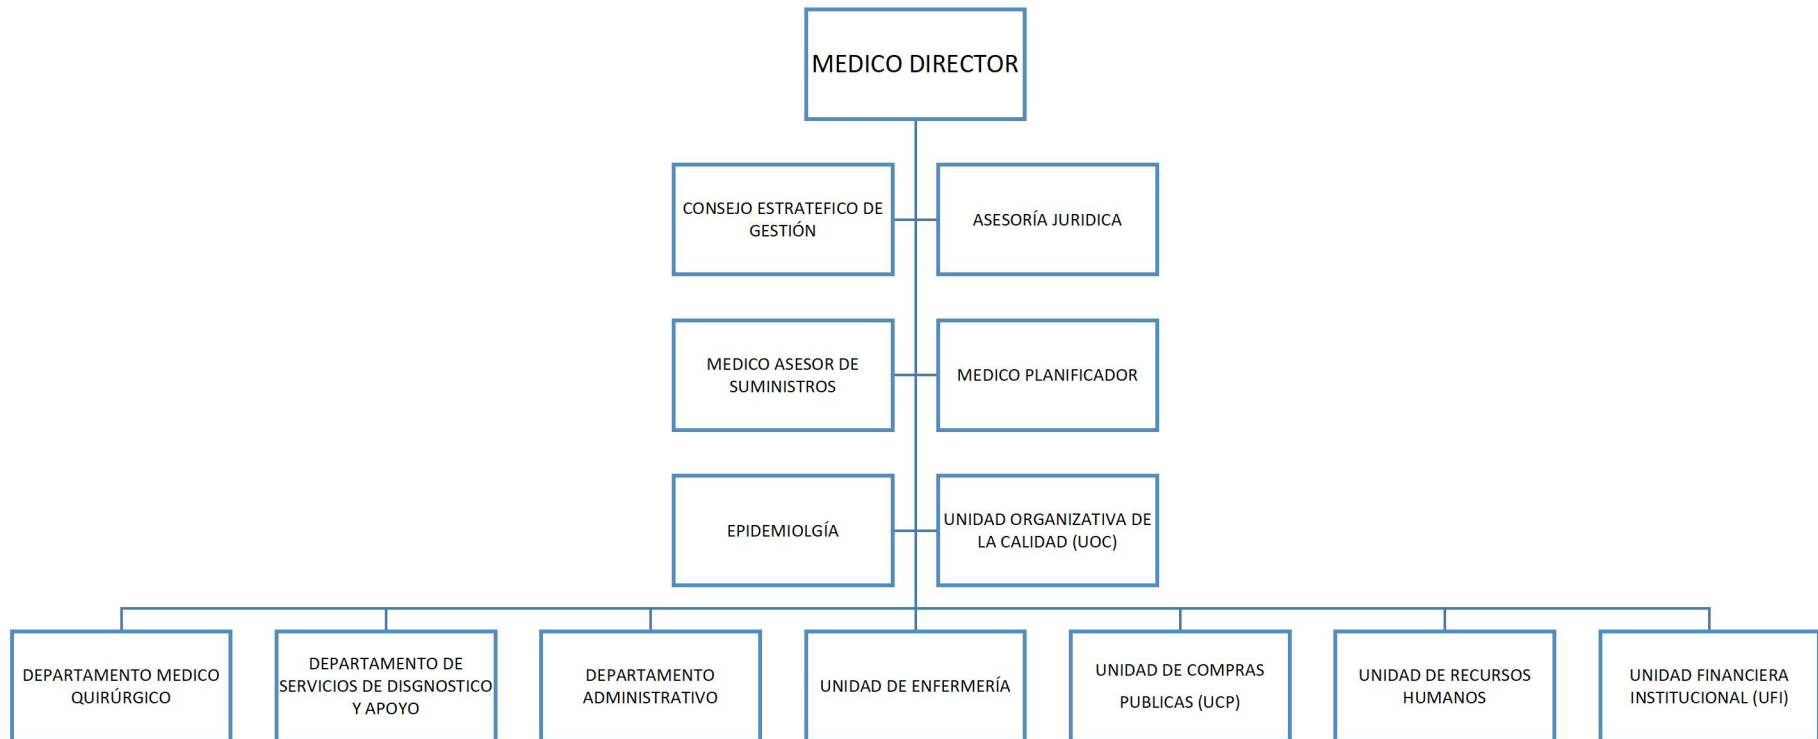 MEDICO DIRECTOR
CONSEJO ESTRATEFICO DE
GESTIÓN
ASESORÍA JURIDICA
MEDICO ASESOR DE
SUMINISTROS
MEDICO PLANIFICADOR
EPIDEMIOLGÍA
UNIDAD ORGANIZATIVA DE
LA CALIDAD (UOC)
DEPARTAMENTO MEDICO
QUIRÚRGICO
DEPARTAMENTO DE
SERVICIOS DE DISGNOSTICO
Y APOYO
DEPARTAMENTO
ADMINISTRATIVO
UNIDAD DE ENFERMERÍA
UNIDAD DE COMPRAS
PUBLICAS (UCP)
UNIDAD DE RECURSOS
HUMANOS
UNIDAD FINANCIERA
INSTITUCIONAL (UFI)